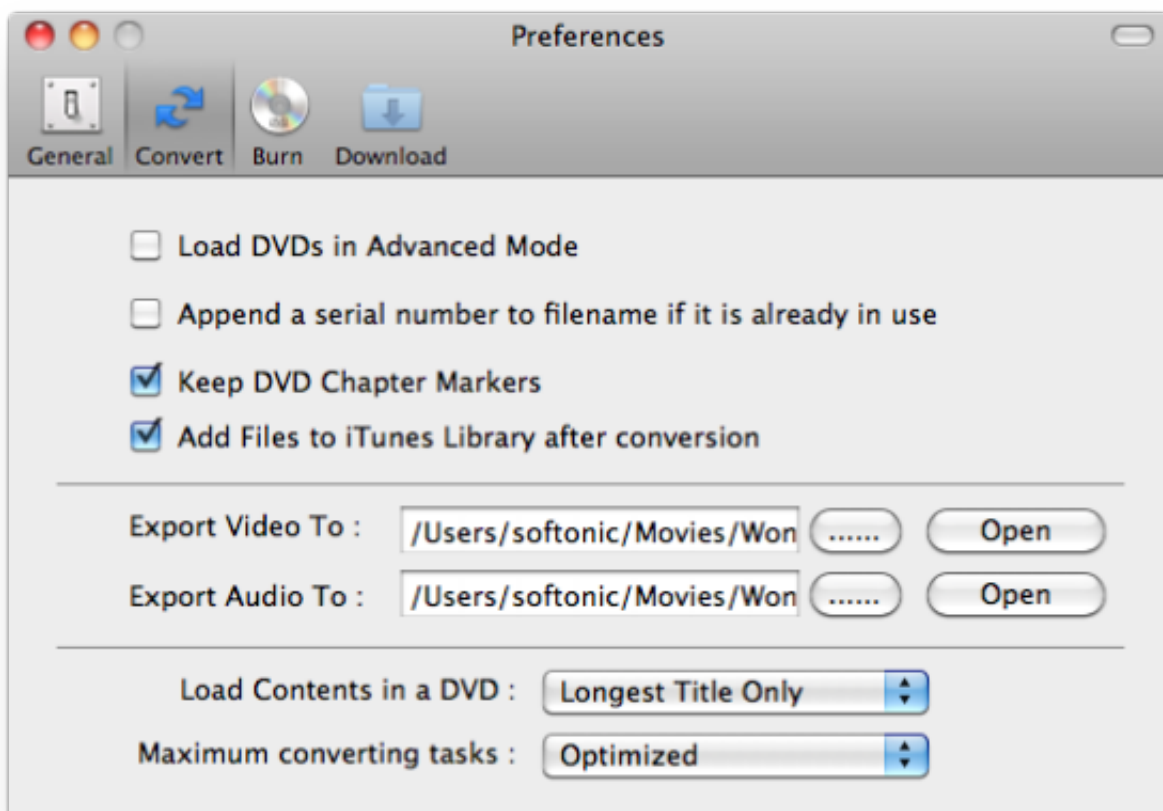 Preferences
General Convert Burn Download
Load DVDs in Advanced Mode
Append a serial number to filename if it is already in use
Keep DVD Chapter Markers
Add Files to iTunes Library after conversion
Export Video To : /Users/softonic/Movies/Won ...... Open
Export Audio To : /Users/softonic/Movies/Won ...... Open
Load Contents in a DVD : Longest Title Only
Maximum converting tasks : Optimized